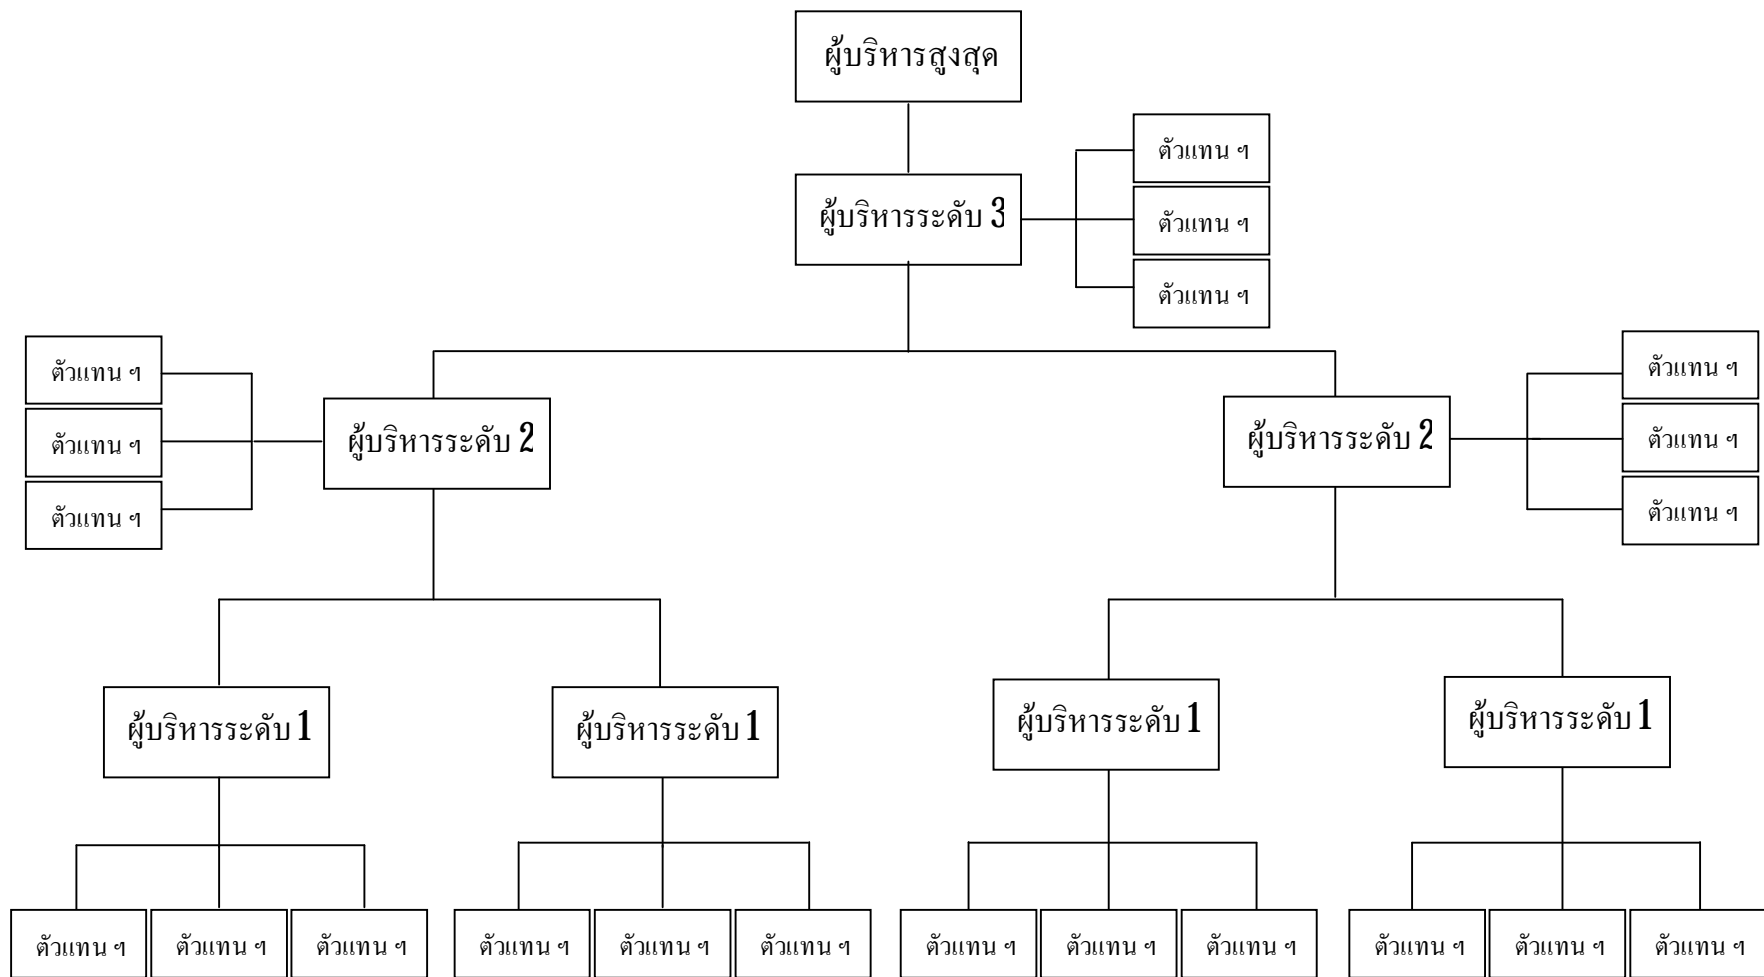 ผู้บริหารสูงสุด
ตัวแทน ฯ
ผู้บริหารระดับ 3
ตัวแทน ฯ
ตัวแทน ฯ
ตัวแทน ฯ
ตัวแทน ฯ
ตัวแทน ฯ
ผู้บริหารระดับ 2
ผู้บริหารระดับ 2
ตัวแทน ฯ
ตัวแทน ฯ
ตัวแทน ฯ
ผู้บริหารระดับ 1
ผู้บริหารระดับ 1
ผู้บริหารระดับ 1
ผู้บริหารระดับ 1
ตัวแทน ฯ
ตัวแทน ฯ
ตัวแทน ฯ
ตัวแทน ฯ
ตัวแทน ฯ
ตัวแทน ฯ
ตัวแทน ฯ
ตัวแทน ฯ
ตัวแทน ฯ
ตัวแทน ฯ
ตัวแทน ฯ
ตัวแทน ฯ